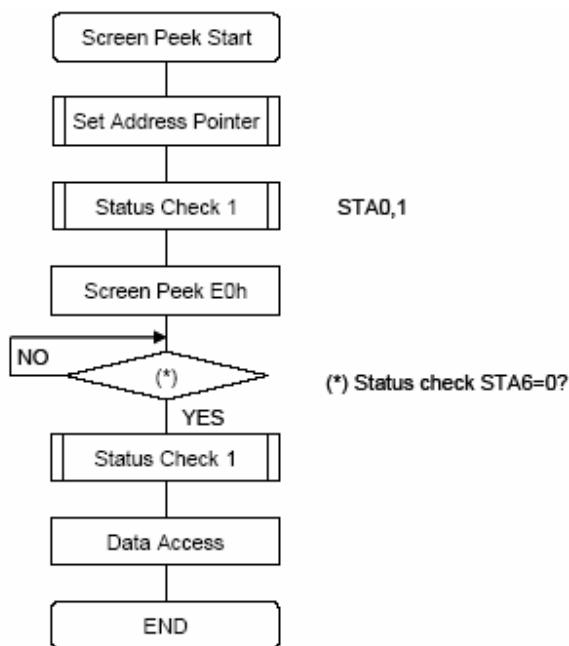 Screen Peek Start
Set Address Pointer
Status Check 1
STA0,1
Screen Peek E0h
NO
(*)
(*) Status check STA6=0?
YES
Status Check 1
Data Access
END